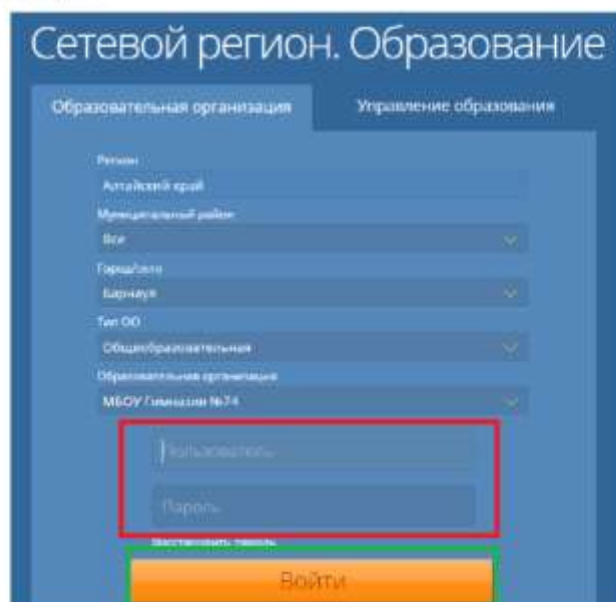 Сетевой регион. Образование
Образовательная организация
Управление образования
Регион
Алтайский край
Муниципальный район
Все
Город/село
Барнаул
Тип ОО
Общеобразовательная
Образовательная организация
МБОУ Гимназия №74
Пользователь
Пароль
Восстановить пароль
Войти